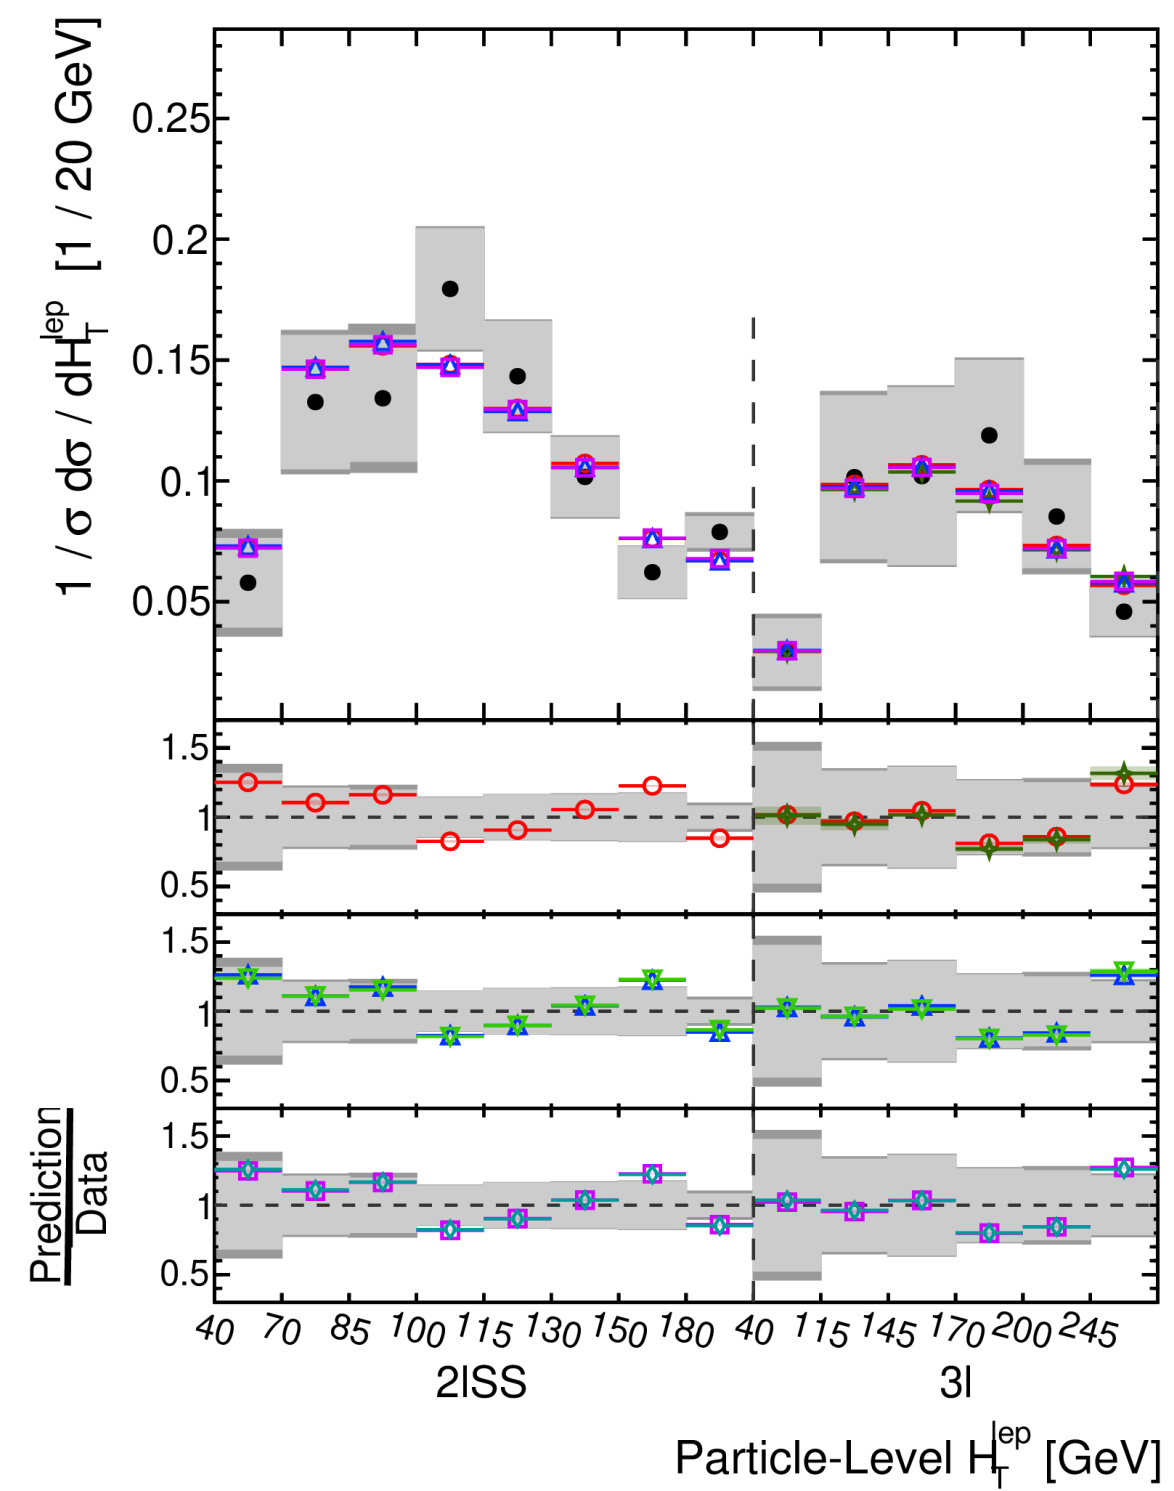 1 / σ dσ / dH_T^lep [1 / 20 GeV]
0.25
0.2
0.15
0.1
0.05
1.5
1
0.5
1.5
1
0.5
Prediction
Data
1.5
1
0.5
40 70 85 100 115 130 150 180 40 115 145 170 200 245
2lSS 3l
Particle-Level H_T^lep [GeV]